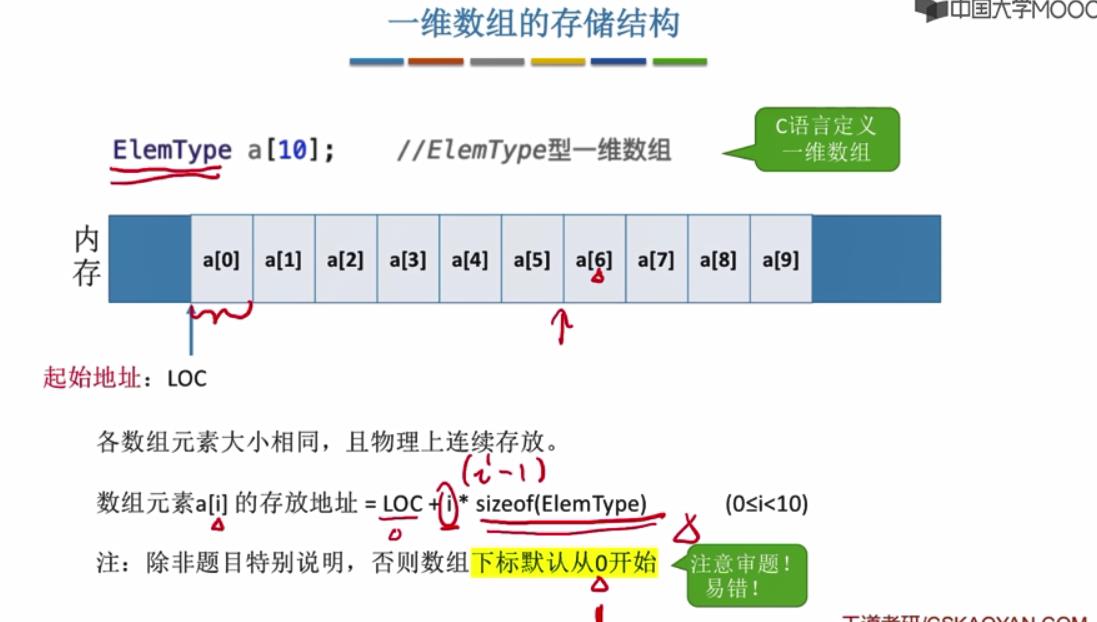 中国大学MOOC
一维数组的存储结构
ElemType a[10]; //ElemType型一维数组
C语言定义
一维数组
内存
a[0] a[1] a[2] a[3] a[4] a[5] a[6] a[7] a[8] a[9]
起始地址：LOC
各数组元素大小相同，且物理上连续存放。
(i-1)
数组元素a[i] 的存放地址 = LOC + i * sizeof(ElemType) (0≤i<10)
注：除非题目特别说明，否则数组下标默认从0开始
注意审题！
易错！
1
王道考研/CSKAOYAN.COM